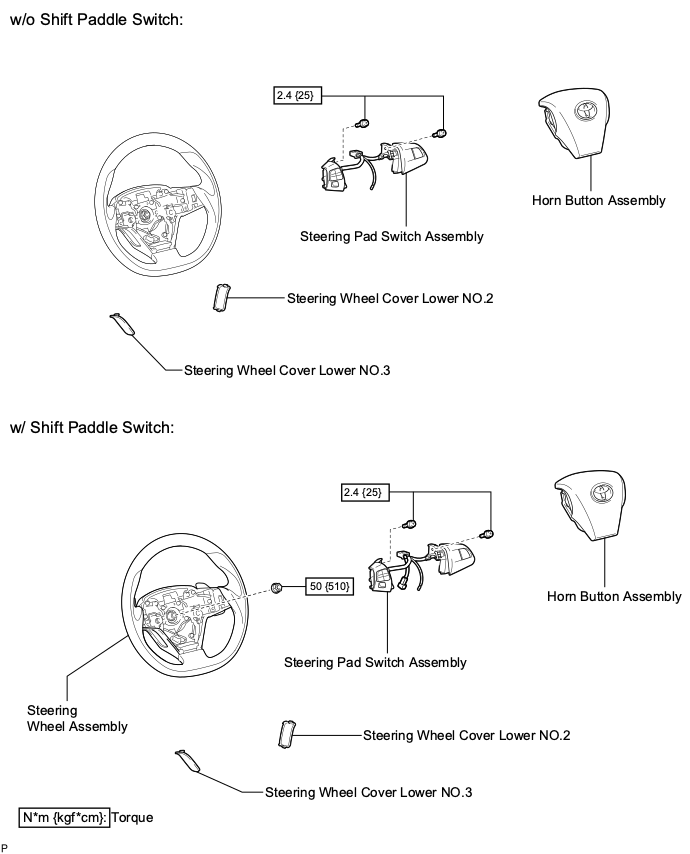 w/o Shift Paddle Switch:
2.4 {25}
Horn Button Assembly
Steering Pad Switch Assembly
Steering Wheel Cover Lower NO.2
Steering Wheel Cover Lower NO.3
w/ Shift Paddle Switch:
2.4 {25}
50 {510}
Horn Button Assembly
Steering Pad Switch Assembly
Steering
Wheel Assembly
Steering Wheel Cover Lower NO.2
Steering Wheel Cover Lower NO.3
N*m {kgf*cm}: Torque
P